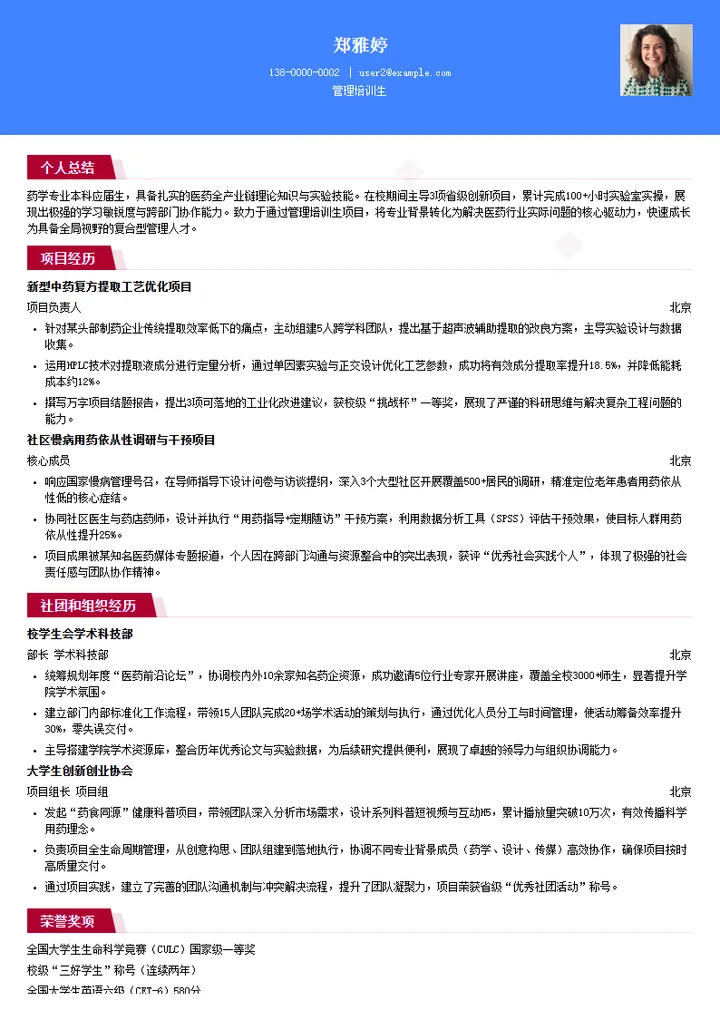 郑雅婷
138-0000-0002 | user2@example.com
管理培训生
个人总结
药学专业本科应届生，具备扎实的医药全产业链理论知识与实验技能。在校期间主导3项省级创新项目，累计完成100+小时实验室实操，展
现出极强的学习敏锐度与跨部门协作能力。致力于通过管理培训生项目，将专业背景转化为解决医药行业实际问题的核心驱动力，快速成长
为具备全局视野的复合型管理人才。
项目经历
新型中药复方提取工艺优化项目
项目负责人 北京
• 针对某头部制药企业传统提取效率低下的痛点，主动组建5人跨学科团队，提出基于超声波辅助提取的改良方案，主导实验设计与数据
收集。
• 运用HPLC技术对提取液成分进行定量分析，通过单因素实验与正交设计优化工艺参数，成功将有效成分提取率提升18.5%，并降低能耗
成本约12%。
• 撰写万字项目结题报告，提出3项可落地的工业化改进建议，获校级“挑战杯”一等奖，展现了严谨的科研思维与解决复杂工程问题的
能力。
社区慢病用药依从性调研与干预项目
核心成员 北京
• 响应国家慢病管理号召，在导师指导下设计问卷与访谈提纲，深入3个大型社区开展覆盖500+居民的调研，精准定位老年患者用药依从
性低的核心症结。
• 协同社区医生与药店药师，设计并执行“用药指导+定期随访”干预方案，利用数据分析工具（SPSS）评估干预效果，使目标人群用药
依从性提升25%。
• 项目成果被某知名医药媒体专题报道，个人因在跨部门沟通与资源整合中的突出表现，获评“优秀社会实践个人”，体现了极强的社会
责任感与团队协作精神。
社团和组织经历
校学生会学术科技部
部长 学术科技部 北京
• 统筹规划年度“医药前沿论坛”，协调校内外10余家知名药企资源，成功邀请5位行业专家开展讲座，覆盖全校3000+师生，显著提升学
院学术氛围。
• 建立部门内部标准化工作流程，带领15人团队完成20+场学术活动的策划与执行，通过优化人员分工与时间管理，使活动筹备效率提升
30%，零失误交付。
• 主导搭建学院学术资源库，整合历年优秀论文与实验数据，为后续研究提供便利，展现了卓越的领导力与组织协调能力。
大学生创新创业协会
项目组长 项目组 北京
• 发起“药食同源”健康科普项目，带领团队深入分析市场需求，设计系列科普短视频与互动H5，累计播放量突破10万次，有效传播科学
用药理念。
• 负责项目全生命周期管理，从创意构思、团队组建到落地执行，协调不同专业背景成员（药学、设计、传媒）高效协作，确保项目按时
高质量交付。
• 通过项目实践，建立了完善的团队沟通机制与冲突解决流程，提升了团队凝聚力，项目荣获省级“优秀社团活动”称号。
荣誉奖项
全国大学生生命科学竞赛（CULC）国家级一等奖
校级“三好学生”称号（连续两年）
全国大学生英语六级（CET-6）580分